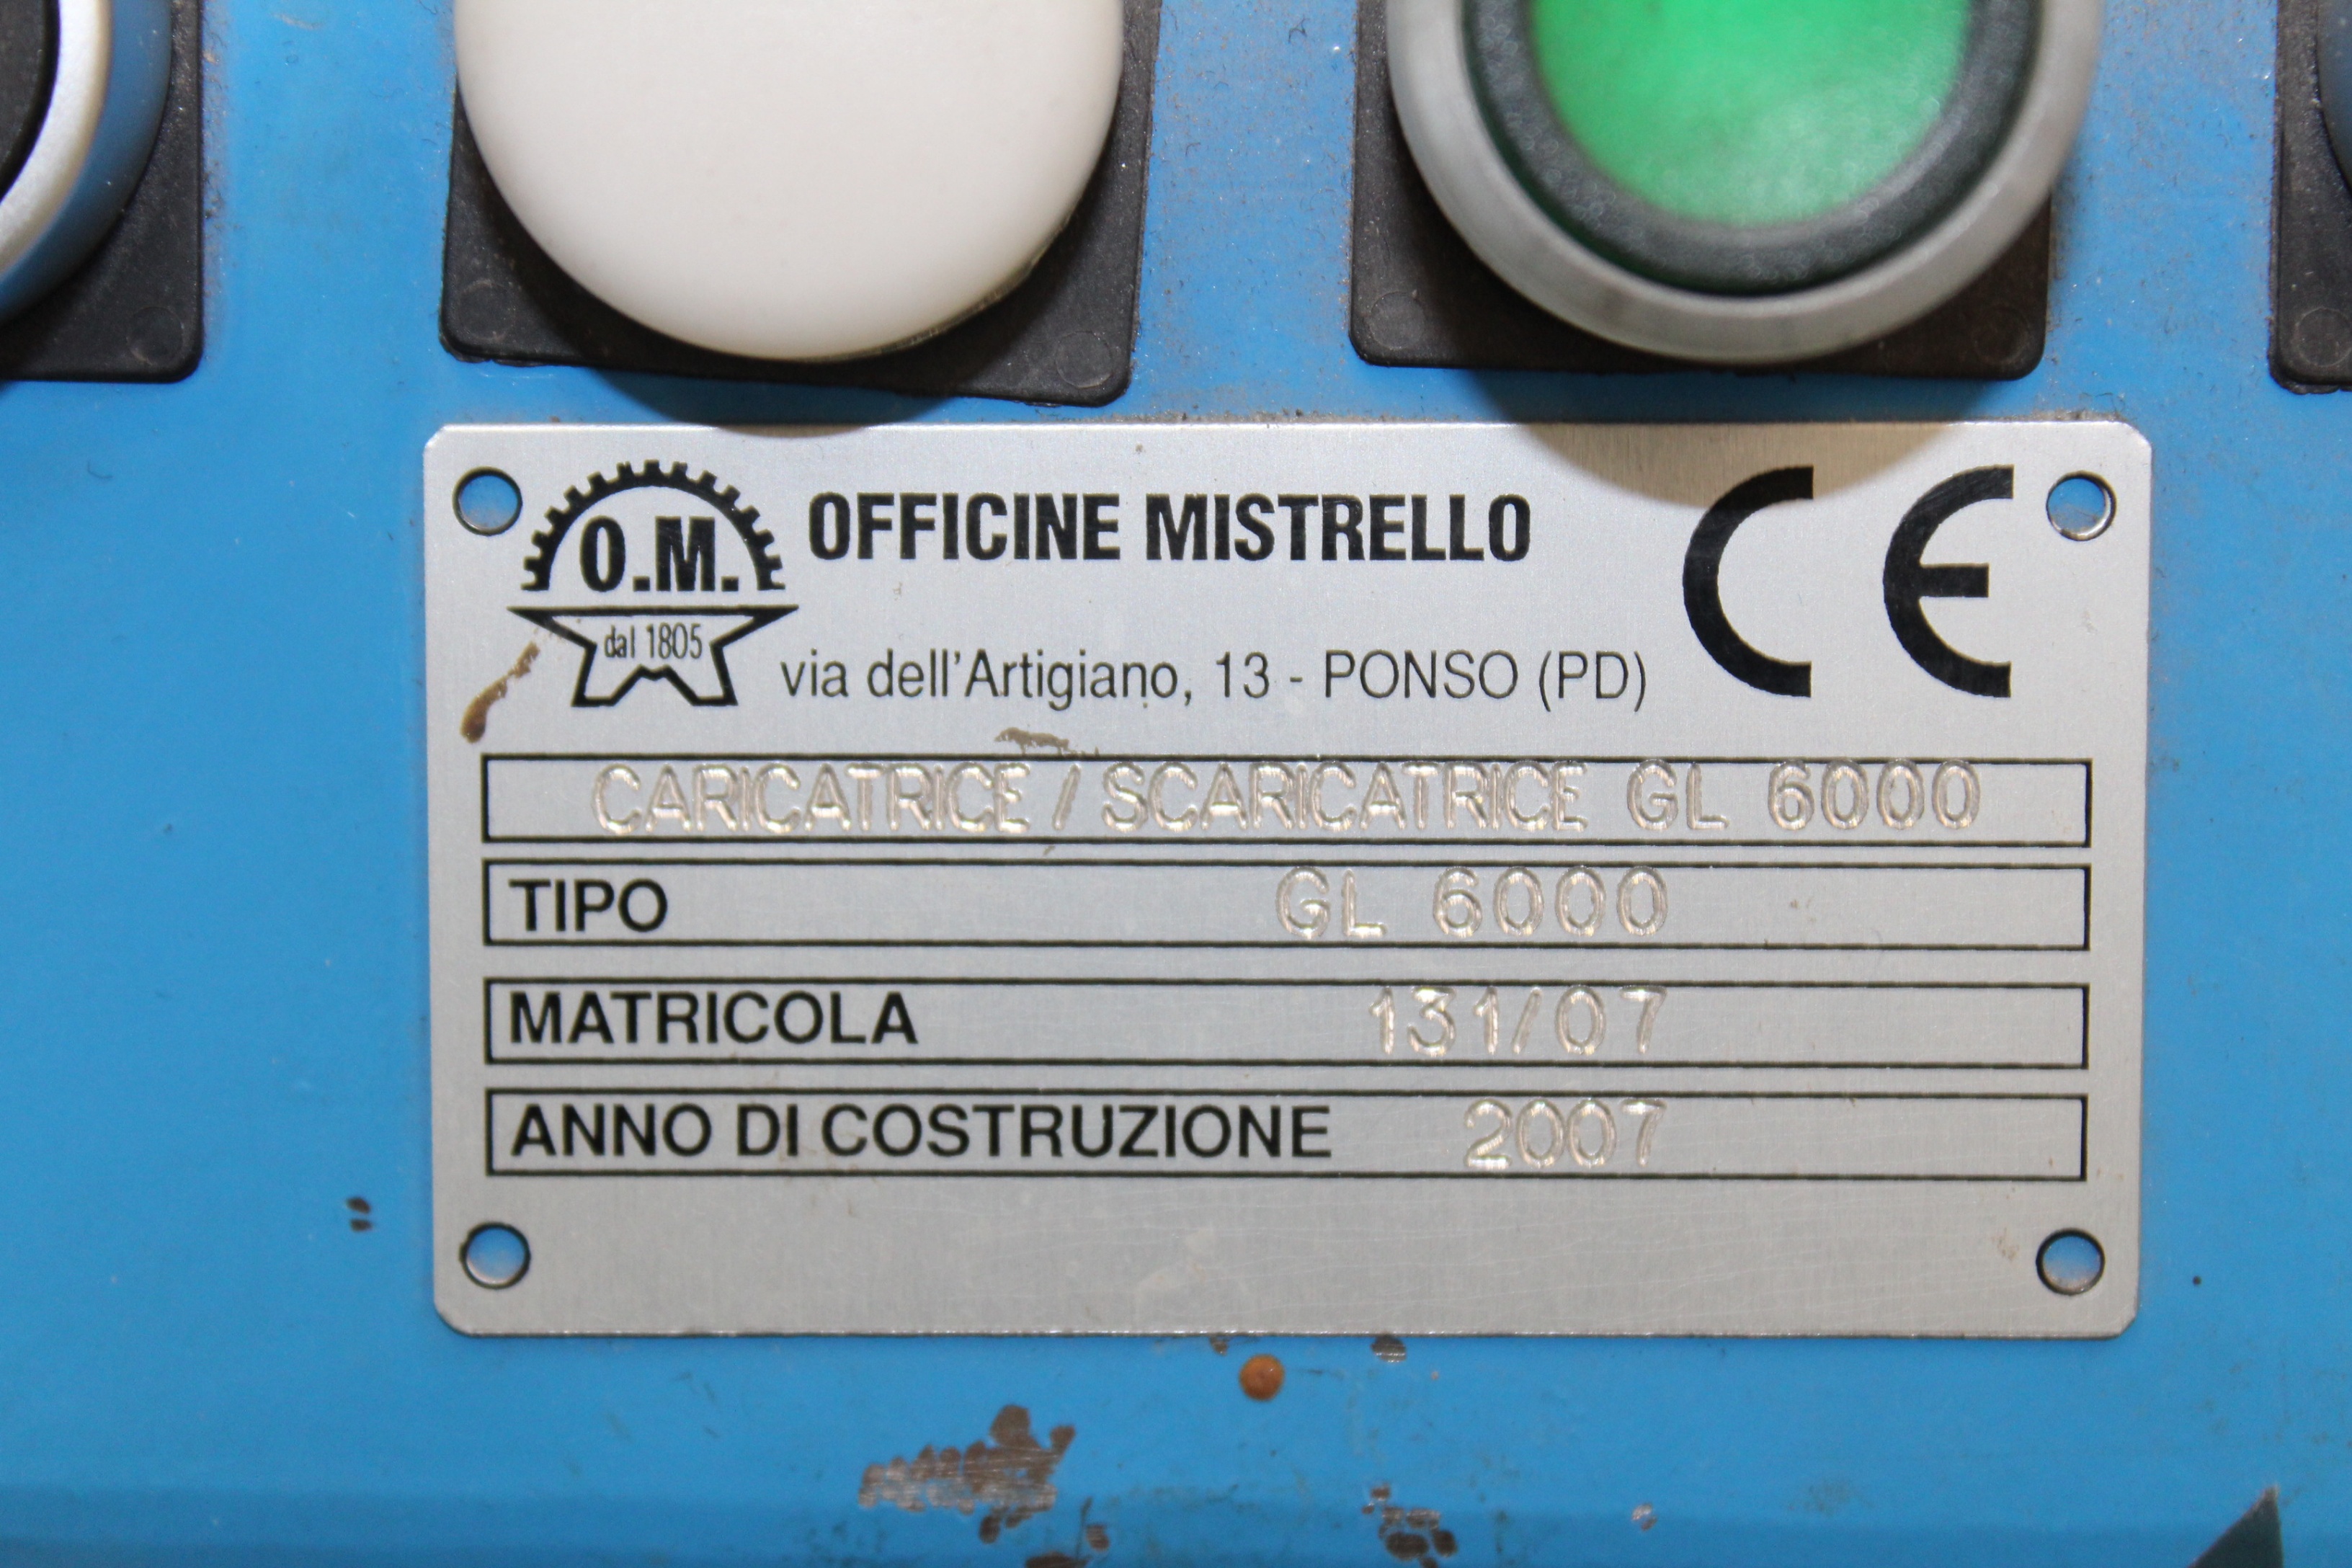 O.M.
dal 1805
OFFICINE MISTRELLO
via dell'Artigiano, 13 - PONSO (PD)
CE
CARICATRICE / SCARICATRICE GL 6000
TIPO GL 6000
MATRICOLA 131/07
ANNO DI COSTRUZIONE 2007